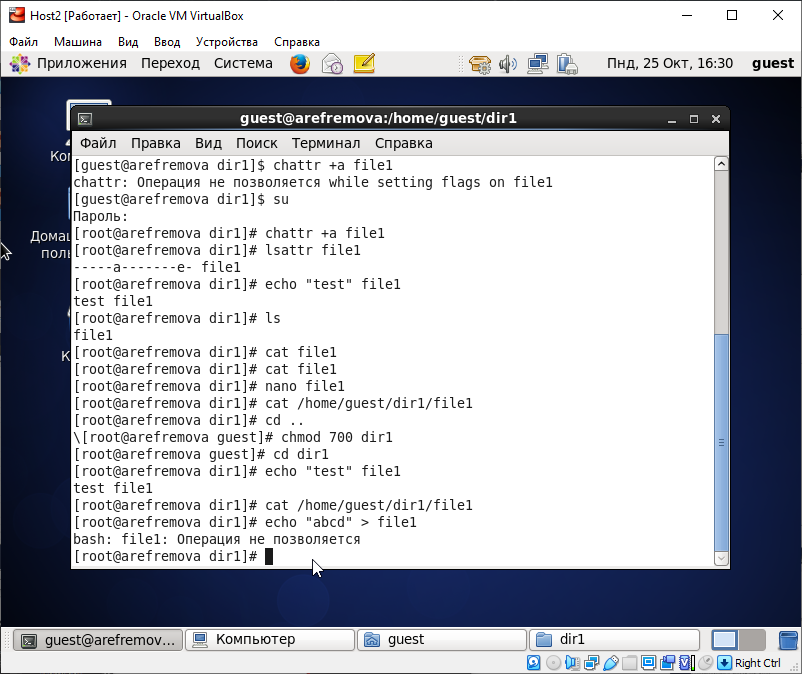 Host2 [Работает] - Oracle VM VirtualBox
Файл Машина Вид Ввод Устройства Справка
Приложения Переход Система Пнд, 25 Окт, 16:30 guest
guest@arefremova:/home/guest/dir1
Файл Правка Вид Поиск Терминал Справка
[guest@arefremova dir1]$ chattr +a file1
chattr: Операция не позволяется while setting flags on file1
[guest@arefremova dir1]$ su
Пароль:
[root@arefremova dir1]# chattr +a file1
[root@arefremova dir1]# lsattr file1
-----a-------e- file1
[root@arefremova dir1]# echo "test" file1
test file1
[root@arefremova dir1]# ls
file1
[root@arefremova dir1]# cat file1
[root@arefremova dir1]# cat file1
[root@arefremova dir1]# nano file1
[root@arefremova dir1]# cat /home/guest/dir1/file1
[root@arefremova dir1]# cd ..
\[root@arefremova guest]# chmod 700 dir1
[root@arefremova guest]# cd dir1
[root@arefremova dir1]# echo "test" file1
test file1
[root@arefremova dir1]# cat /home/guest/dir1/file1
[root@arefremova dir1]# echo "abcd" > file1
bash: file1: Операция не позволяется
[root@arefremova dir1]#
guest@arefremov... Компьютер guest dir1
Right Ctrl